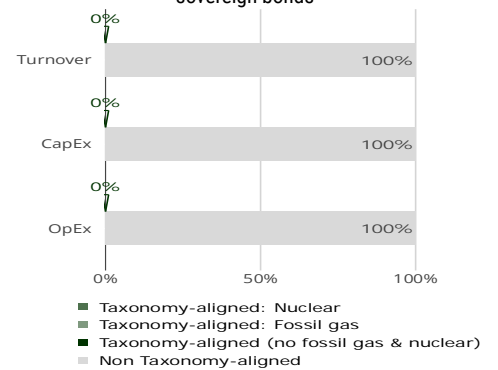 sovereign bonds
0%
Turnover 100%
0%
CapEx 100%
0%
OpEx 100%
0% 50% 100%
Taxonomy-aligned: Nuclear
Taxonomy-aligned: Fossil gas
Taxonomy-aligned (no fossil gas & nuclear)
Non Taxonomy-aligned